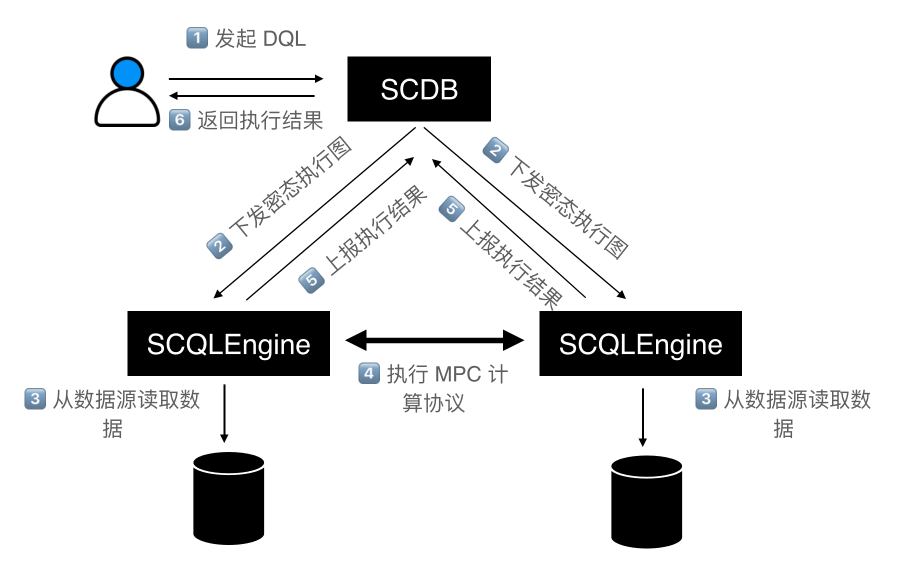 1 发起 DQL
SCDB
6 返回执行结果
2 下发密态执行图
2 下发密态执行图
5 上报执行结果
5 上报执行结果
SCQLEngine
SCQLEngine
4 执行 MPC 计
算协议
3 从数据源读取数
据
3 从数据源读取数
据